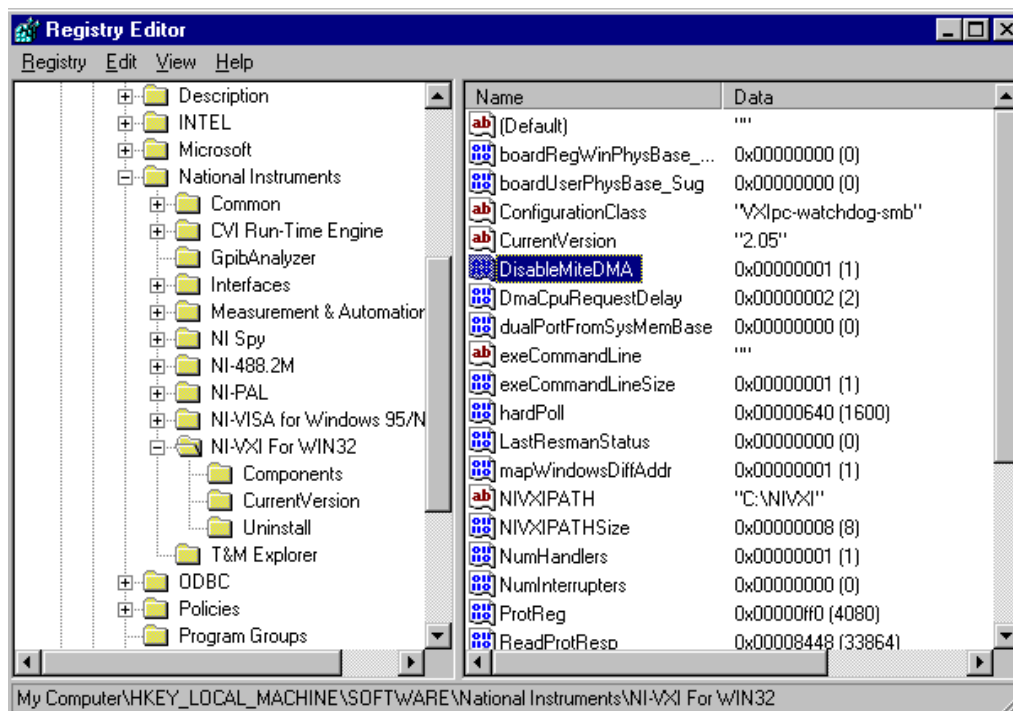 Registry Editor
Registry Edit View Help
Description
INTEL
Microsoft
National Instruments
Common
CVI Run-Time Engine
GpibAnalyzer
Interfaces
Measurement & Automation
NI Spy
NI-488.2M
NI-PAL
NI-VISA for Windows 95/N
NI-VXI For WIN32
Components
CurrentVersion
Uninstall
T&M Explorer
ODBC
Policies
Program Groups
Name Data
(Default) ""
boardRegWinPhysBase_... 0x00000000 (0)
boardUserPhysBase_Sug 0x00000000 (0)
ConfigurationClass "VXIpc-watchdog-smb"
CurrentVersion "2.05"
DisableMiteDMA 0x00000001 (1)
DmaCpuRequestDelay 0x00000002 (2)
dualPortFromSysMemBase 0x00000000 (0)
exeCommandLine ""
exeCommandLineSize 0x00000001 (1)
hardPoll 0x00000640 (1600)
LastResmanStatus 0x00000000 (0)
mapWindowsDiffAddr 0x00000001 (1)
NIVXIPATH "C:\NIVXI"
NIVXIPATHSize 0x00000008 (8)
NumHandlers 0x00000001 (1)
NumInterrupters 0x00000000 (0)
ProtReg 0x00000ff0 (4080)
ReadProtResp 0x00008448 (33864)
My Computer\HKEY_LOCAL_MACHINE\SOFTWARE\National Instruments\NI-VXI For WIN32